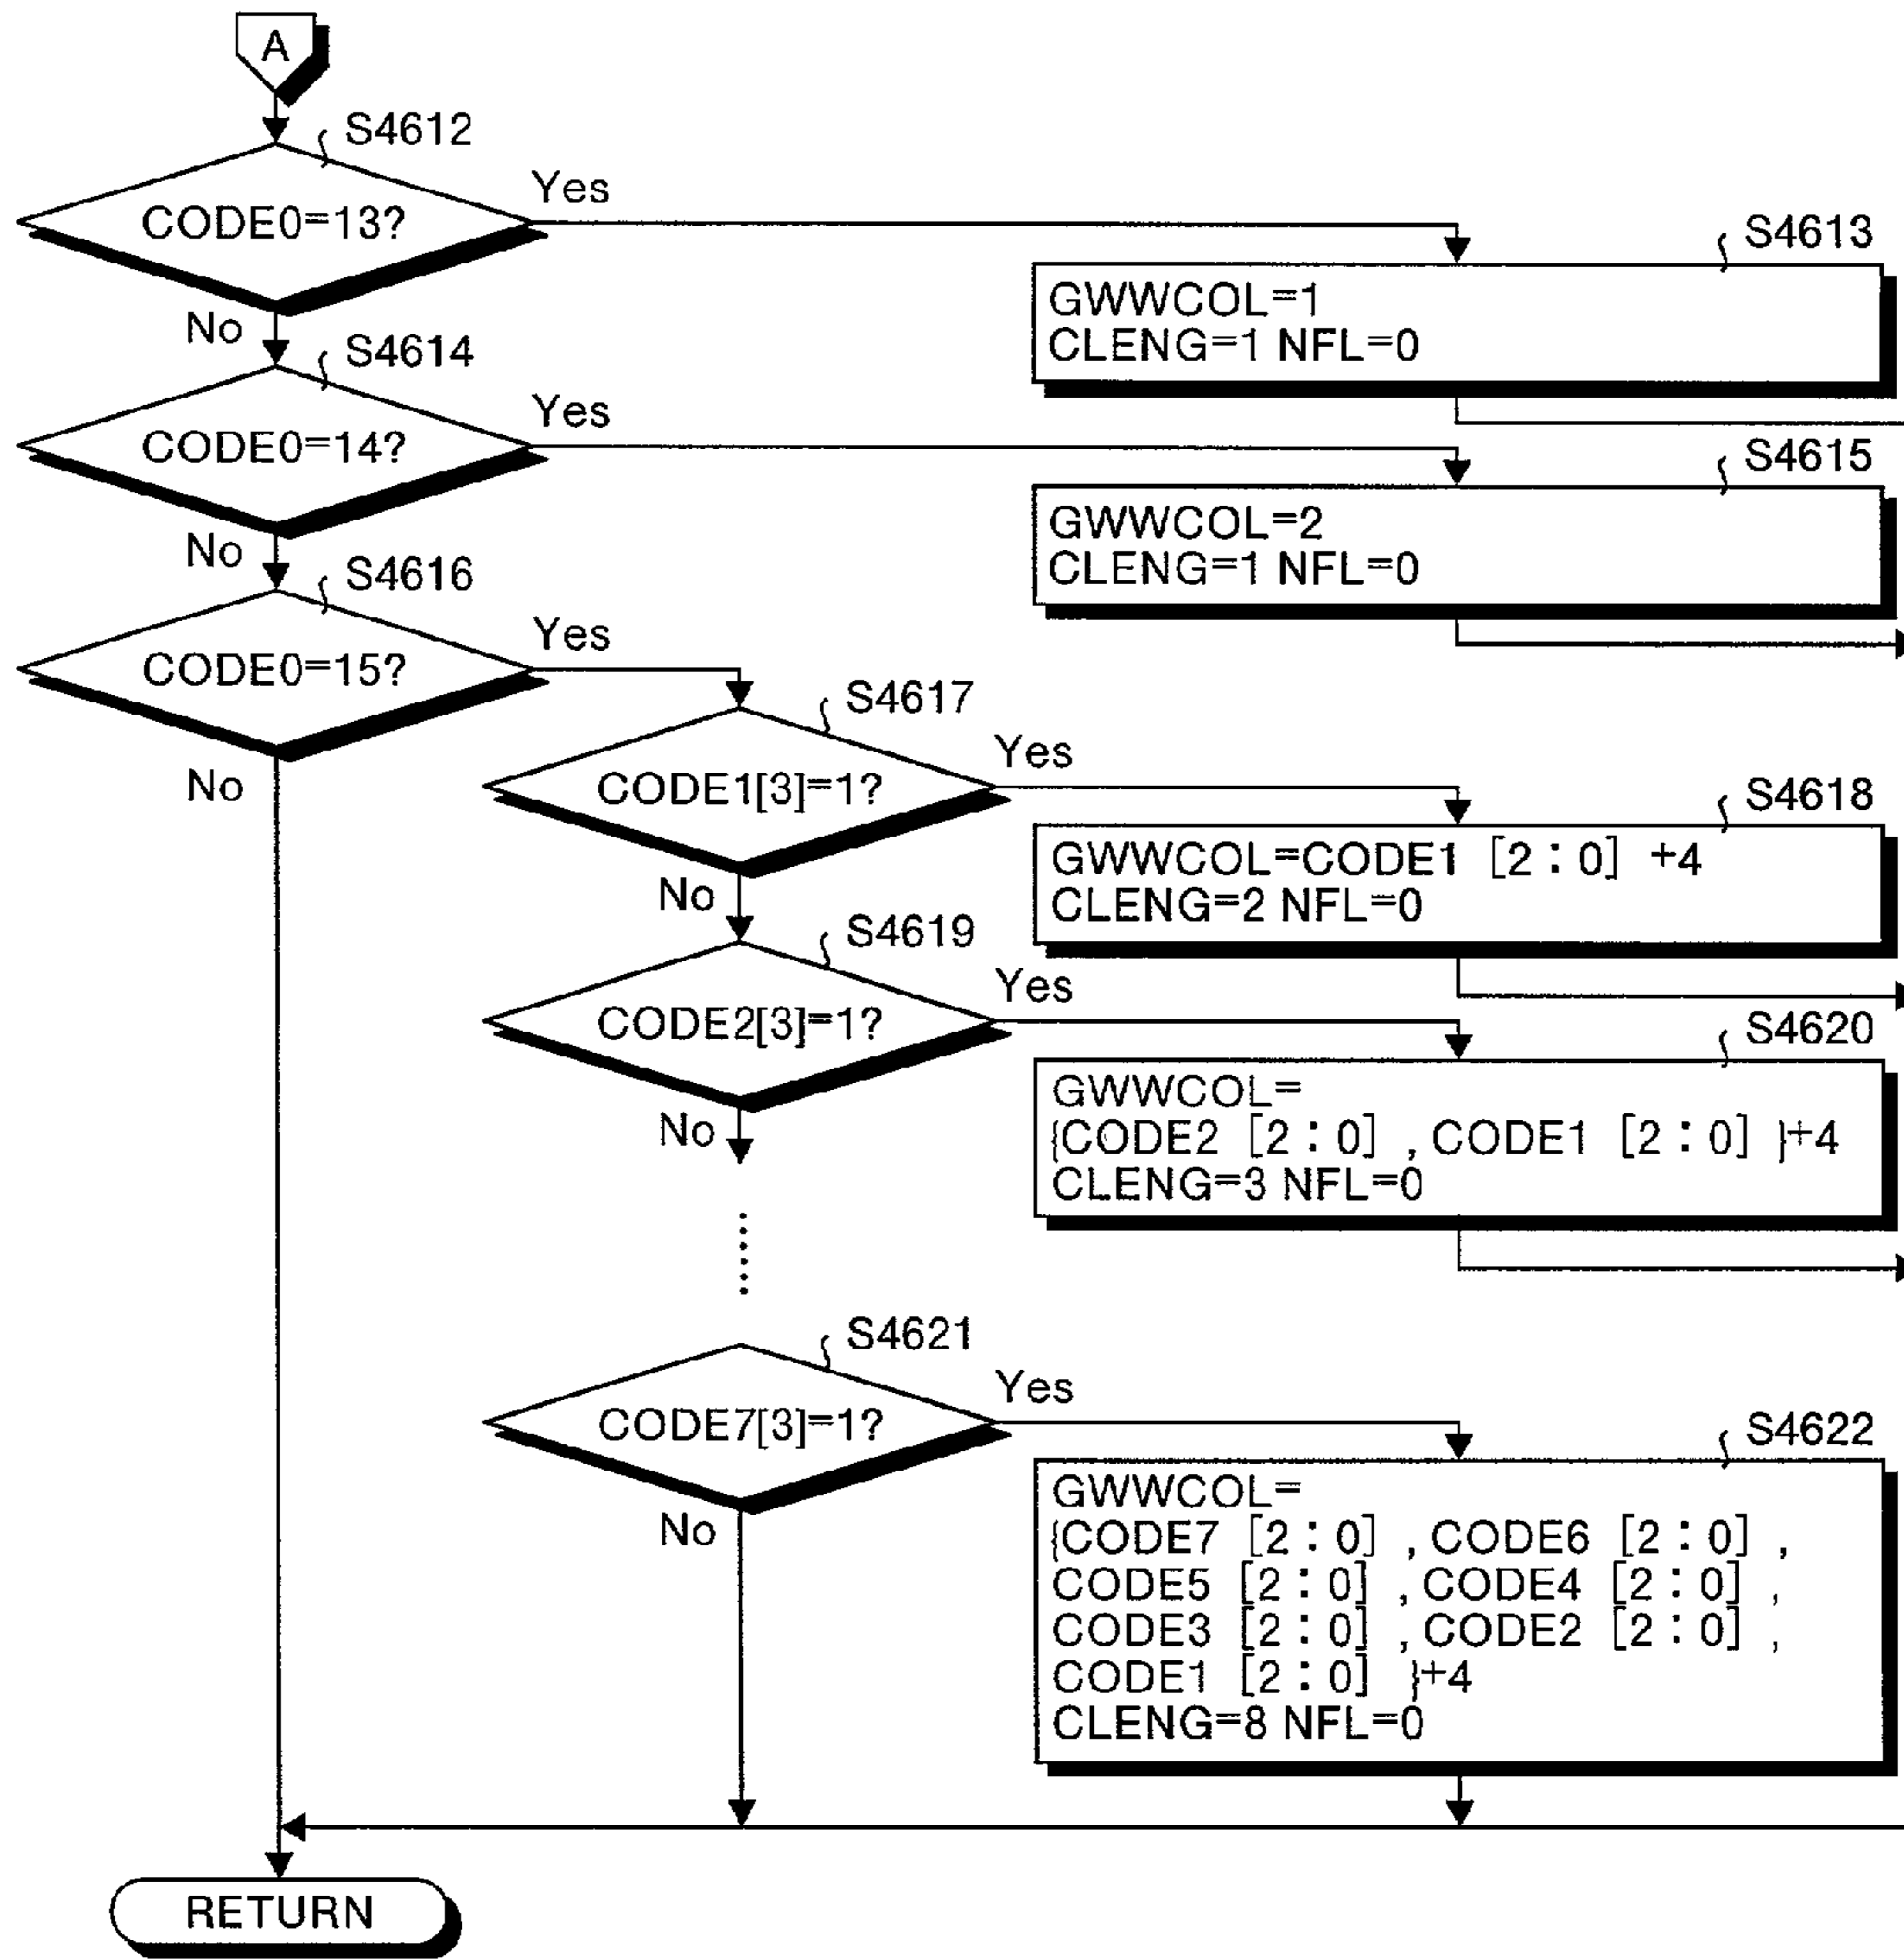 A
S4612
CODE0=13?
Yes
No
S4613
GWWCOL=1
CLENG=1 NFL=0
S4614
CODE0=14?
Yes
No
S4615
GWWCOL=2
CLENG=1 NFL=0
S4616
CODE0=15?
Yes
No
S4617
CODE1[3]=1?
Yes
No
S4618
GWWCOL=CODE1 [2 : 0] +4
CLENG=2 NFL=0
S4619
CODE2[3]=1?
Yes
No
S4620
GWWCOL=
{CODE2 [2 : 0] , CODE1 [2 : 0] }+4
CLENG=3 NFL=0
S4621
CODE7[3]=1?
Yes
No
S4622
GWWCOL=
{CODE7 [2 : 0] , CODE6 [2 : 0] ,
CODE5 [2 : 0] , CODE4 [2 : 0] ,
CODE3 [2 : 0] , CODE2 [2 : 0] ,
CODE1 [2 : 0] }+4
CLENG=8 NFL=0
RETURN